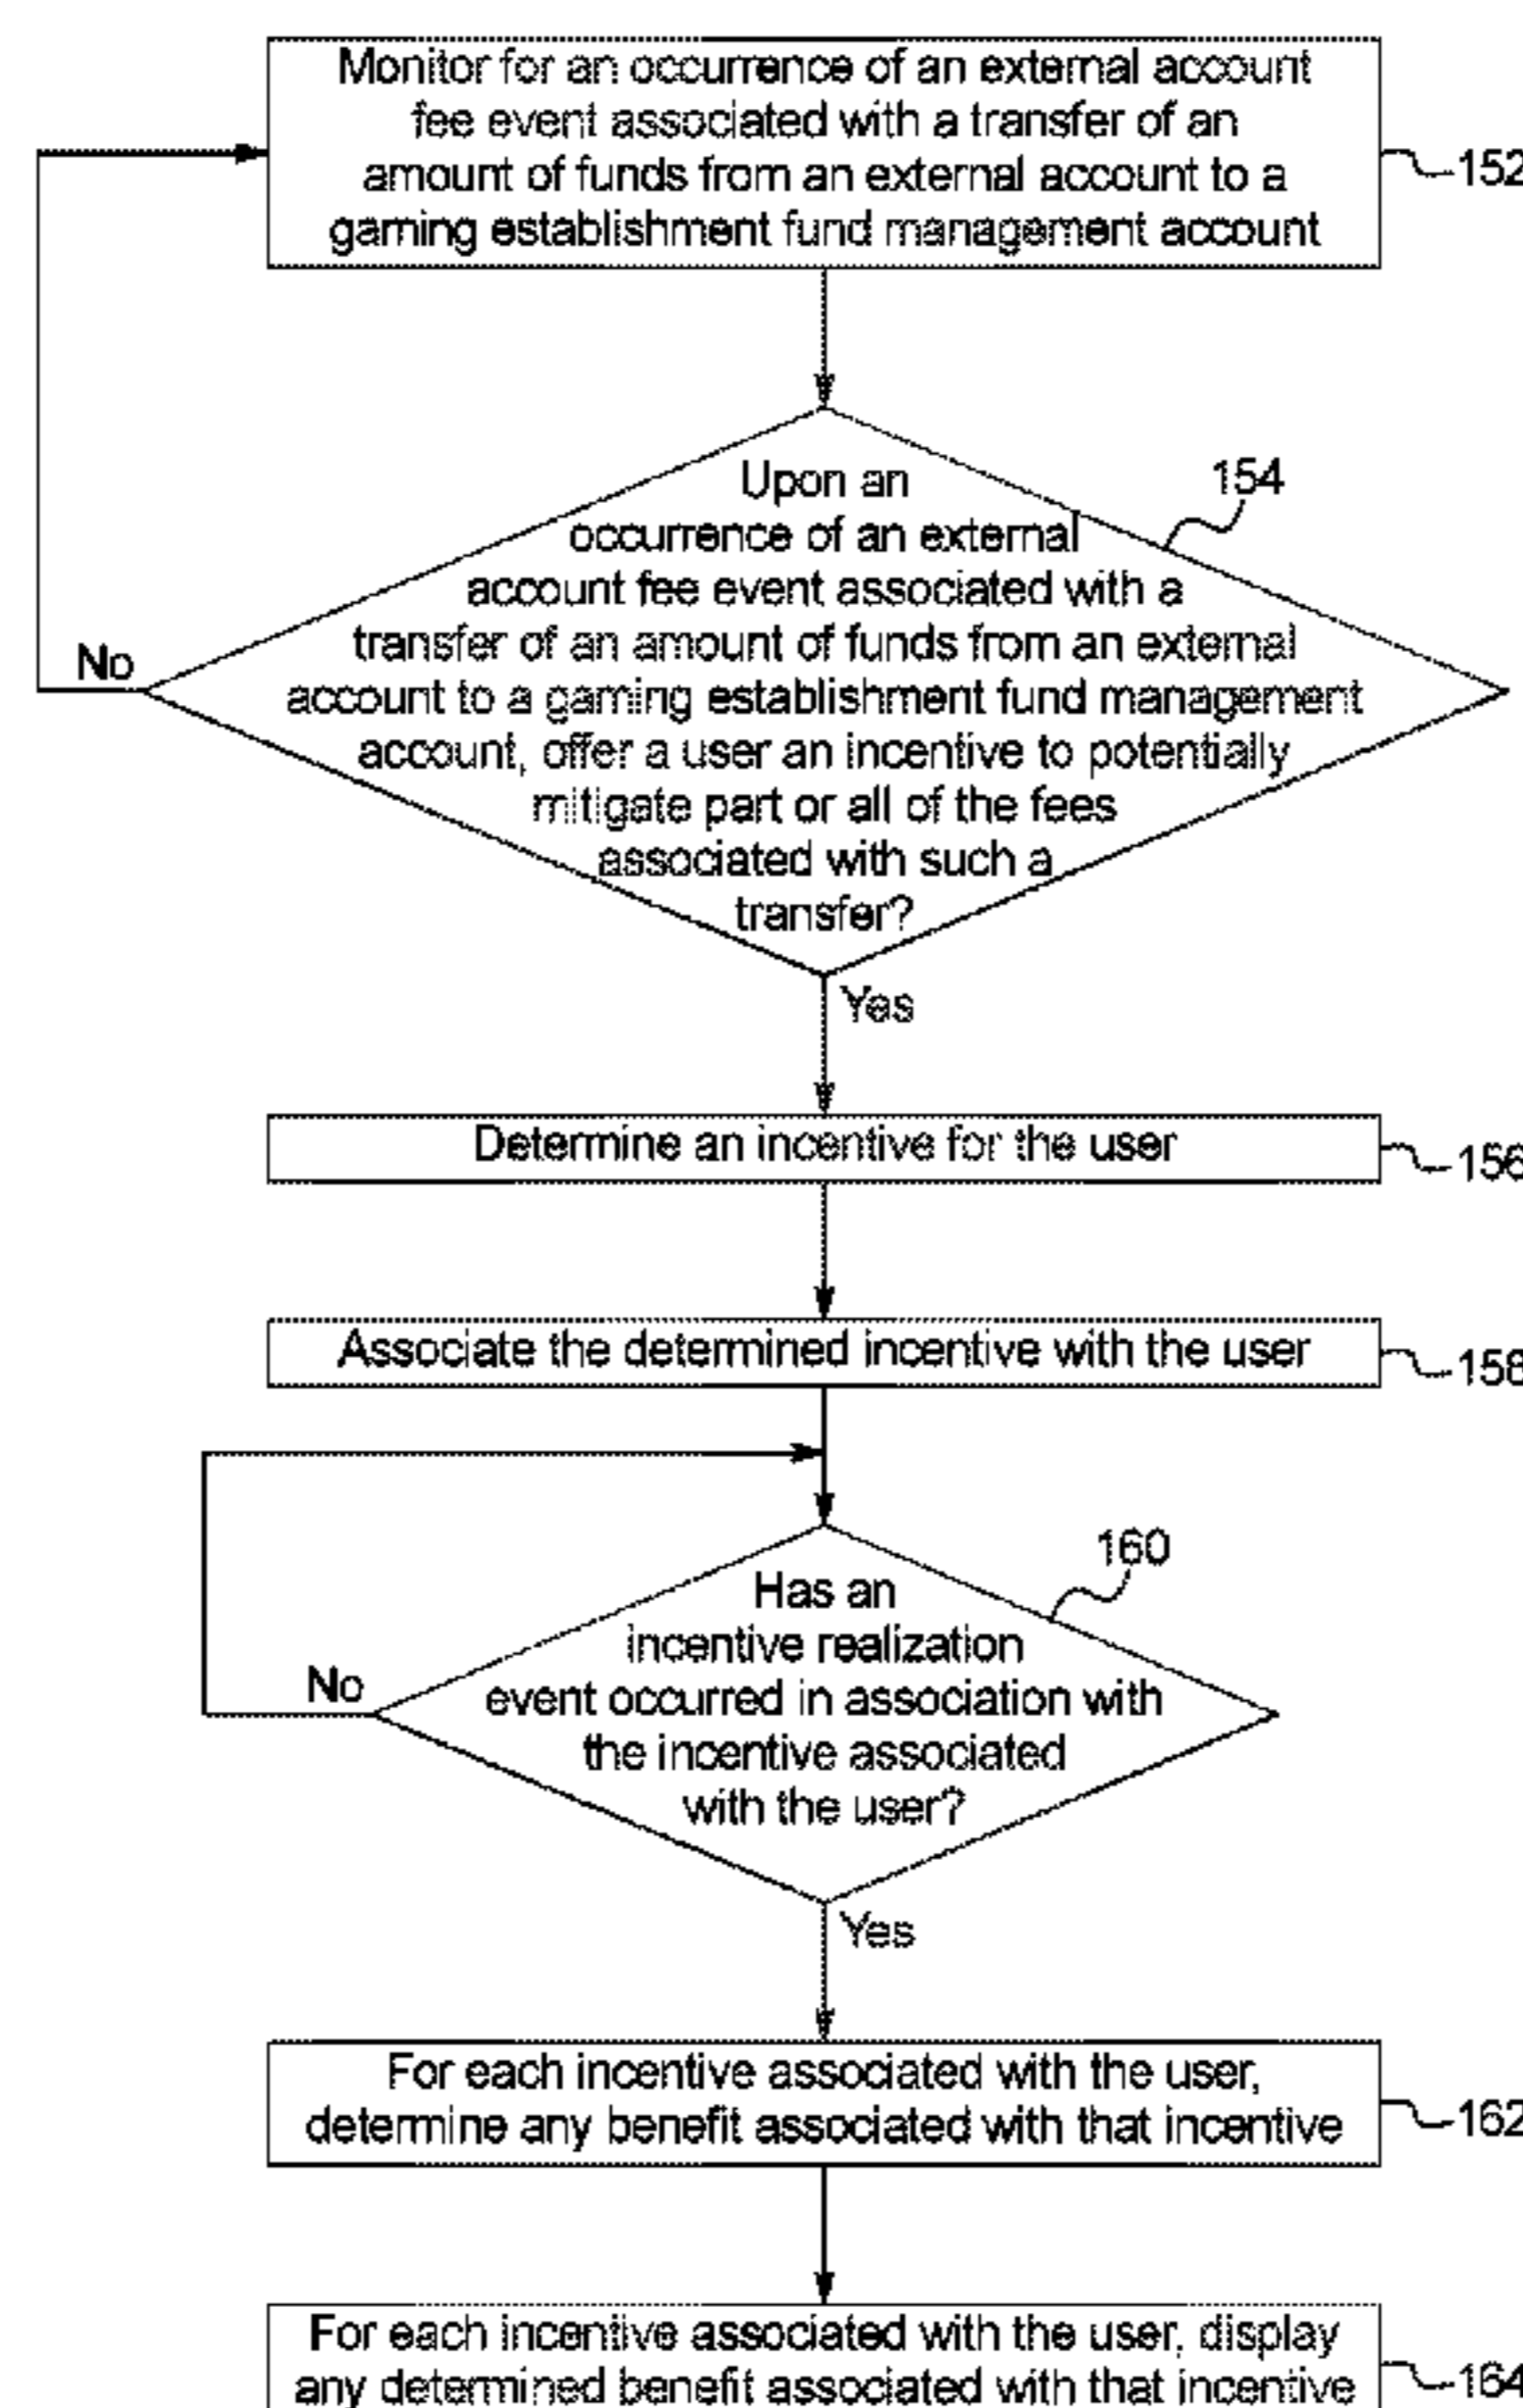 Monitor for an occurrence of an external account
fee event associated with a transfer of an
amount of funds from an external account to a
gaming establishment fund management account
152
154
Upon an
occurrence of an external
account fee event associated with a
transfer of an amount of funds from an external
account to a gaming establishment fund management
account, offer a user an incentive to potentially
mitigate part or all of the fees
associated with such a
transfer?
No
Yes
Determine an incentive for the user
156
Associate the determined incentive with the user
158
160
Has an
incentive realization
event occurred in association with
the incentive associated
with the user?
No
Yes
For each incentive associated with the user,
determine any benefit associated with that incentive
162
For each incentive associated with the user, display
any determined benefit associated with that incentive
164